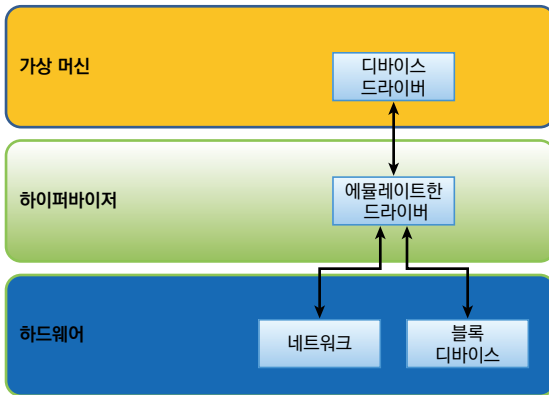 가상 머신
디바이스
드라이버
하이퍼바이저
에뮬레이트한
드라이버
하드웨어
네트워크
블록
디바이스